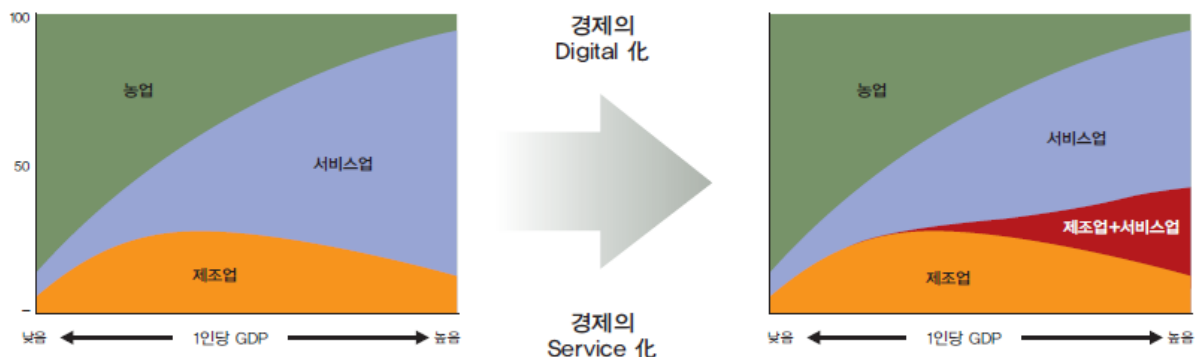 100
50
–
농업
서비스업
제조업
낮음
1인당 GDP
높음
경제의
Digital 化
경제의
Service 化
농업
서비스업
제조업+서비스업
제조업
낮음
1인당 GDP
높음